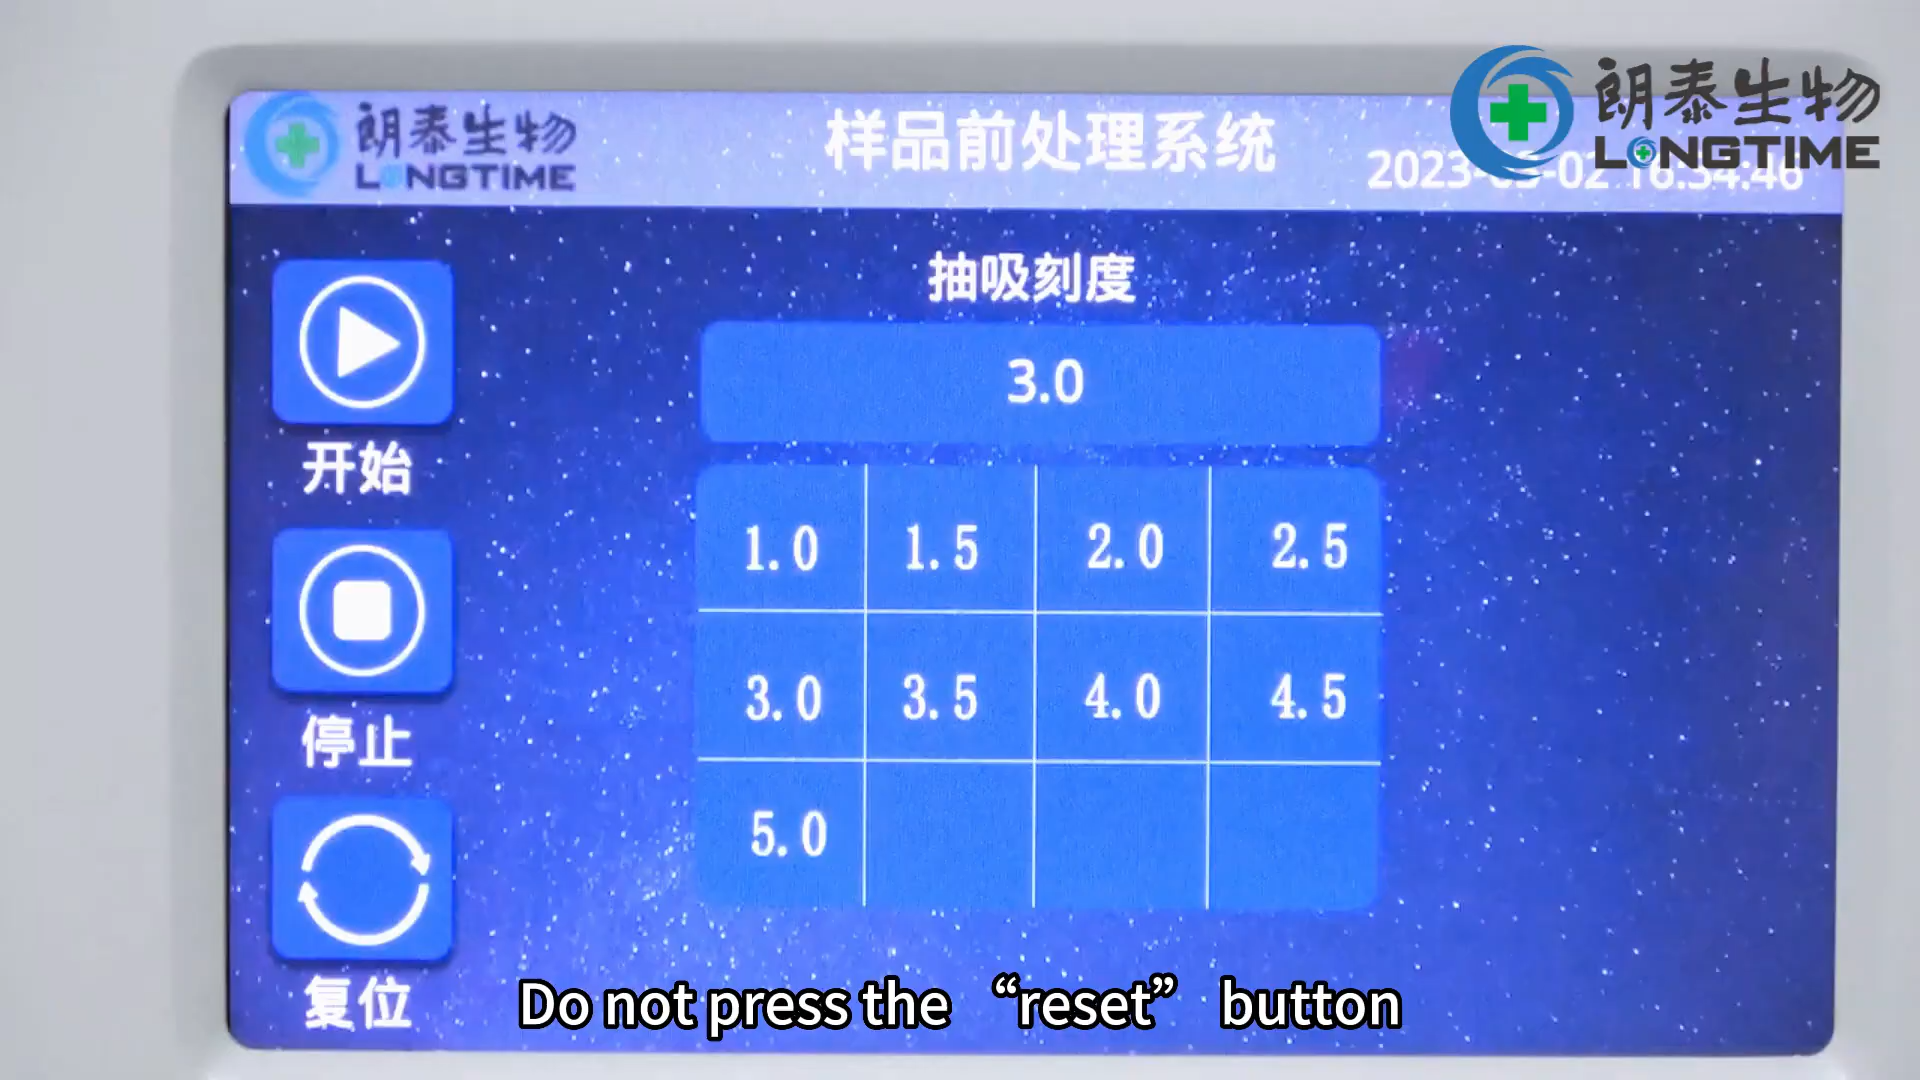 朗泰生物
LONGTIME
样品前处理系统
朗泰生物
LONGTIME
抽吸刻度
3.0
1.0 1.5 2.0 2.5
3.0 3.5 4.0 4.5
5.0
开始
停止
复位
Do not press the “reset” button